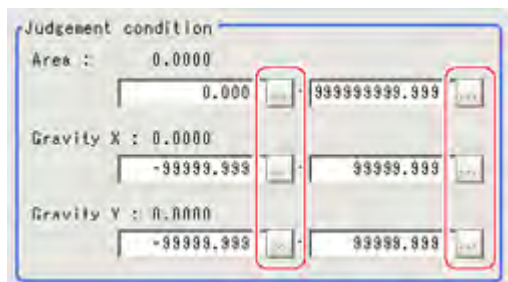 Judgement condition
Area : 0.0000
0.000 ... - 999999999.999 ...
Gravity X : 0.0000
-99999.999 ... - 99999.999 ...
Gravity Y : 0.0000
-99999.999 ... - 99999.999 ...